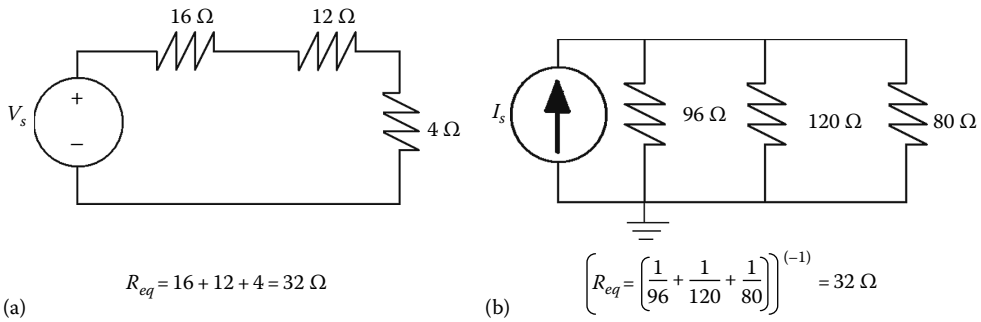 16 Ω 12 Ω
V_s + − 4 Ω
R_eq = 16 + 12 + 4 = 32 Ω
(a)
I_s 96 Ω 120 Ω 80 Ω
(R_eq = (1/96 + 1/120 + 1/80))^(−1) = 32 Ω
(b)